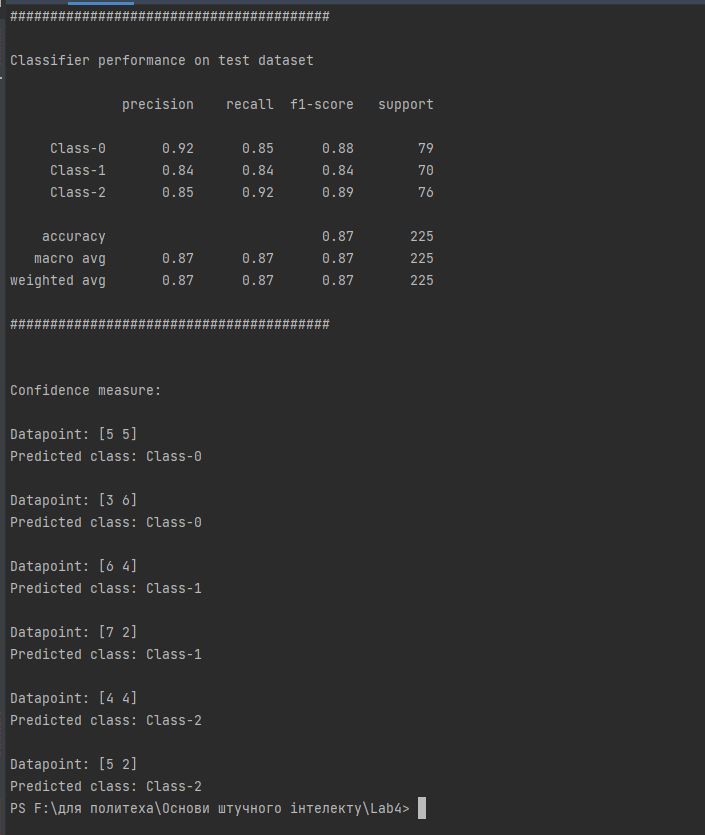 ########################################
Classifier performance on test dataset
precision recall f1-score support
Class-0 0.92 0.85 0.88 79
Class-1 0.84 0.84 0.84 70
Class-2 0.85 0.92 0.89 76
accuracy 0.87 225
macro avg 0.87 0.87 0.87 225
weighted avg 0.87 0.87 0.87 225
########################################
Confidence measure:
Datapoint: [5 5]
Predicted class: Class-0
Datapoint: [3 6]
Predicted class: Class-0
Datapoint: [6 4]
Predicted class: Class-1
Datapoint: [7 2]
Predicted class: Class-1
Datapoint: [4 4]
Predicted class: Class-2
Datapoint: [5 2]
Predicted class: Class-2
PS F:\для политеха\Основи штучного інтелекту\Lab4>